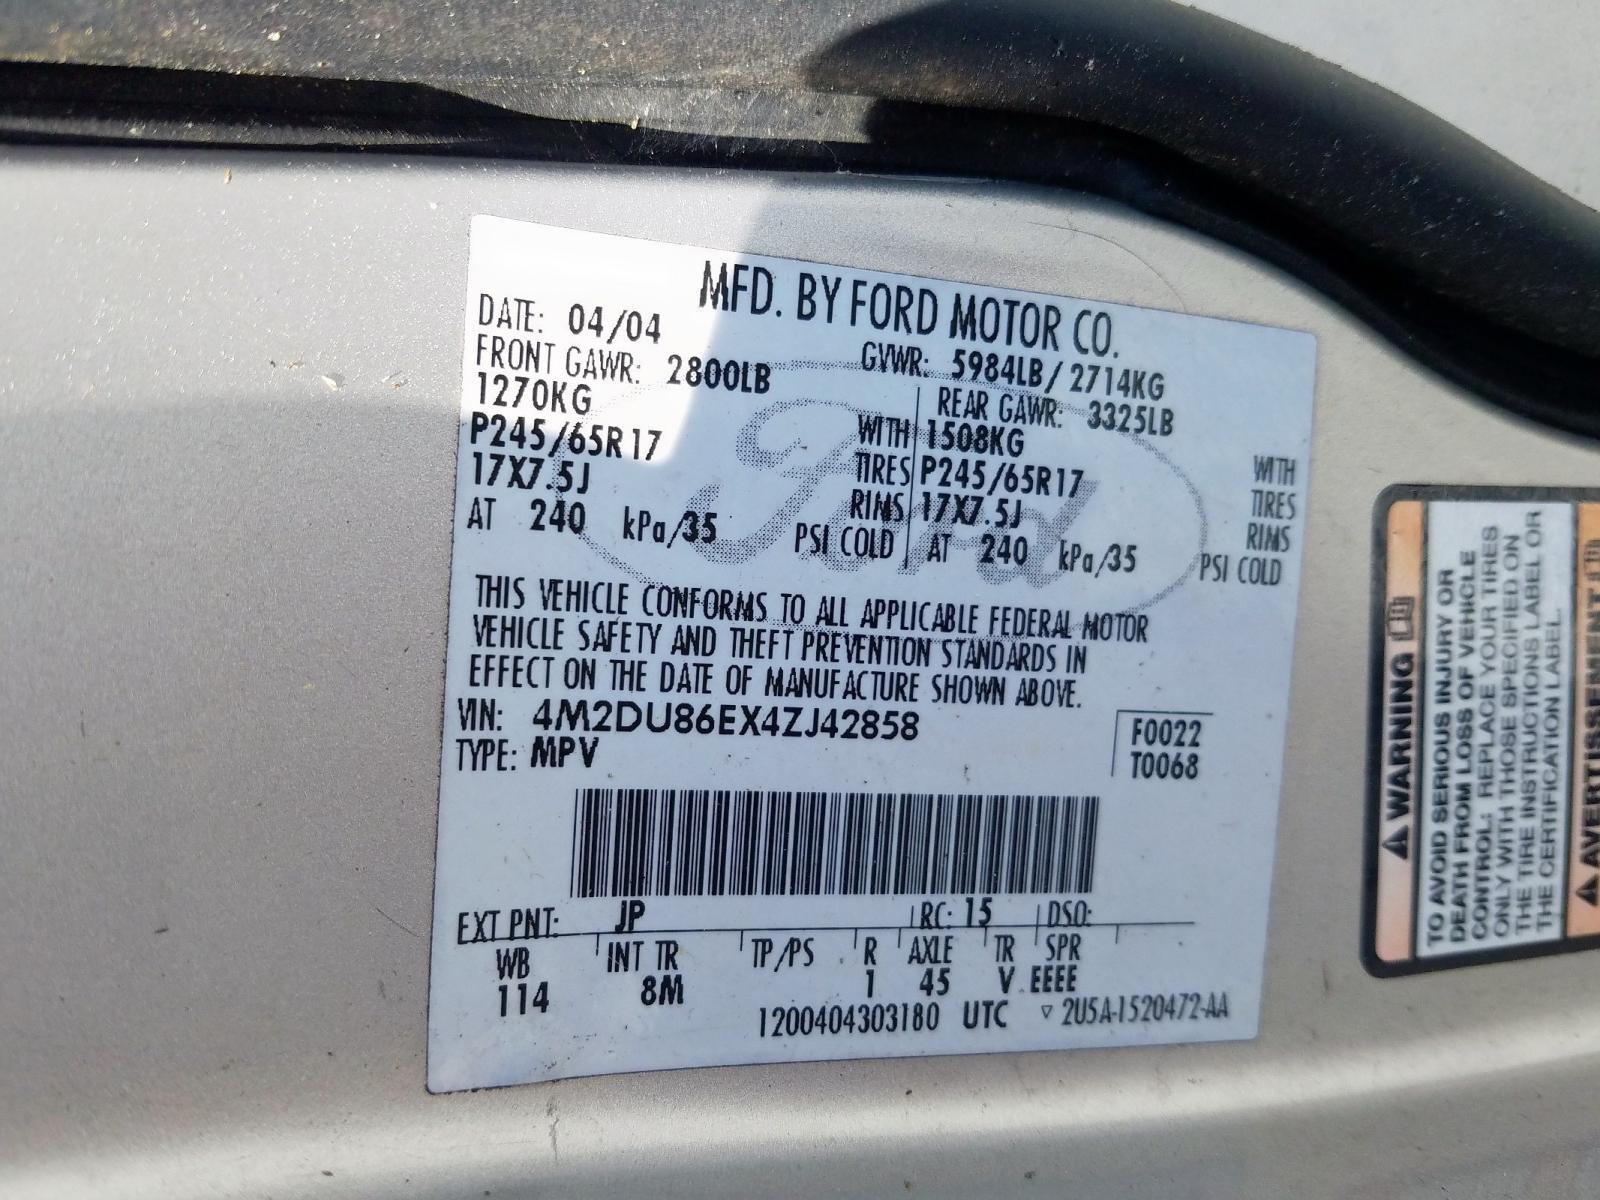 MFD. BY FORD MOTOR CO.
DATE: 04/04 GVWR: 5984LB/2714KG
FRONT GAWR: 2800LB REAR GAWR: 3325LB
1270KG WITH 1508KG WITH
P245/65R17 TIRES P245/65R17 TIRES
17X7.5J RIMS 17X7.5J RIMS
AT 240 kPa/35 PSI COLD AT 240 kPa/35 PSI COLD
Ford
THIS VEHICLE CONFORMS TO ALL APPLICABLE FEDERAL MOTOR
VEHICLE SAFETY AND THEFT PREVENTION STANDARDS IN
EFFECT ON THE DATE OF MANUFACTURE SHOWN ABOVE.
VIN: 4M2DU86EX4ZJ42858 F0022
TYPE: MPV T0068
EXT PNT: JP RC: 15 DSO:
WB INT TR TP/PS R AXLE TR SPR
114 8M 1 45 V EEEE
1200404303180 UTC ▽ 2U5A-1520472-AA
WARNING
TO AVOID SERIOUS INJURY OR
DEATH FROM LOSS OF VEHICLE
CONTROL: REPLACE YOUR TIRES
ONLY WITH THOSE SPECIFIED ON
THE TIRE INSTRUCTIONS LABEL OR
THE CERTIFICATION LABEL.
AVERTISSEMENT